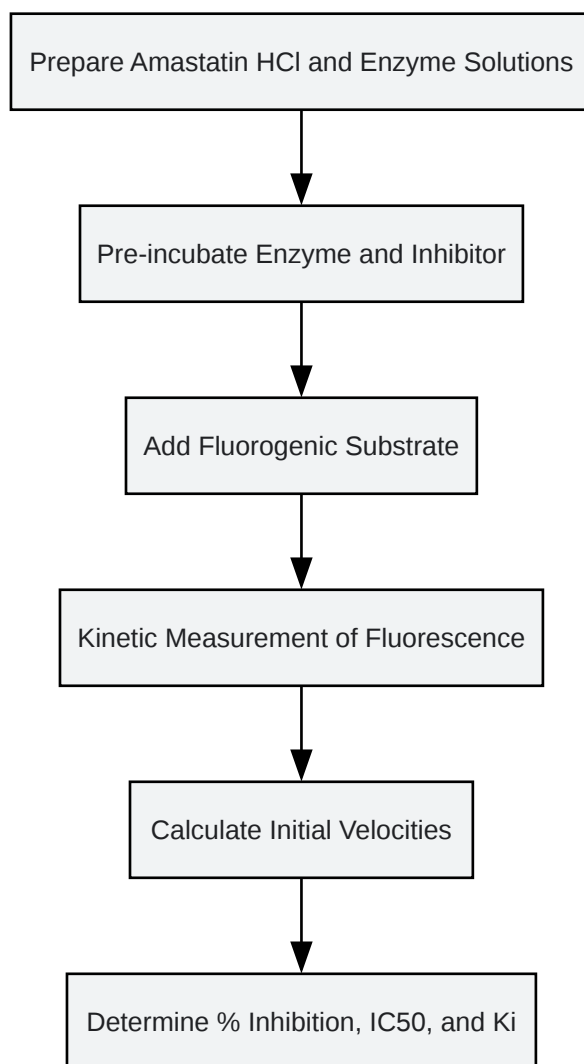 Prepare Amastatin HCl and Enzyme Solutions
Pre-incubate Enzyme and Inhibitor
Add Fluorogenic Substrate
Kinetic Measurement of Fluorescence
Calculate Initial Velocities
Determine % Inhibition, IC50, and Ki